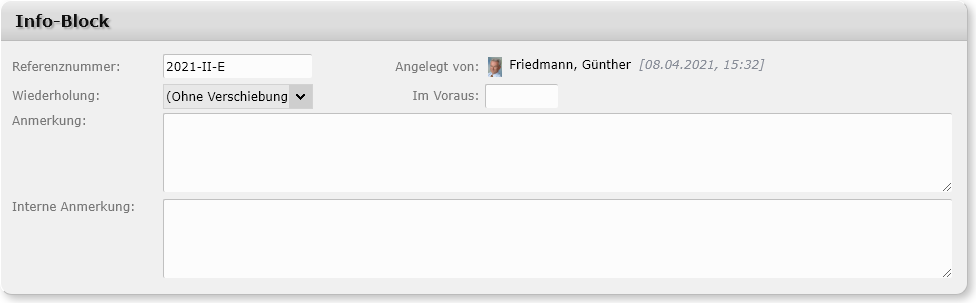 Info-Block
Referenznummer: 2021-II-E Angelegt von: Friedmann, Günther [08.04.2021, 15:32]
Wiederholung: (Ohne Verschiebung Im Voraus:
Anmerkung:
Interne Anmerkung: